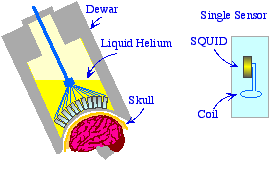 Dewar
Single Sensor
Liquid Helium
SQUID
Skull
Coil